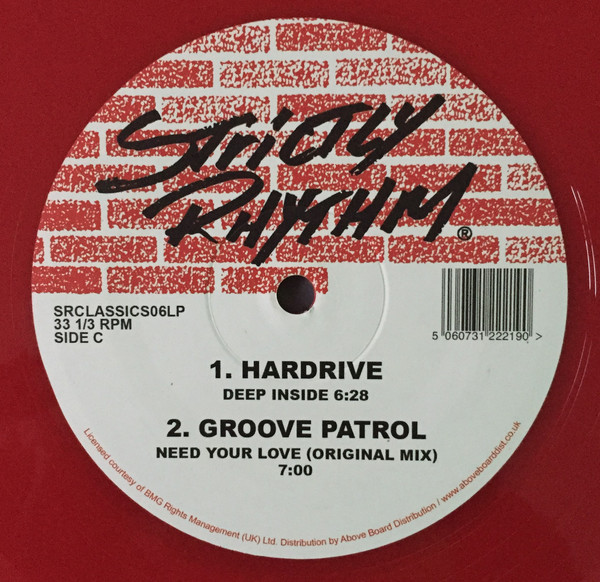 STRICTLY
RHYTHM®
SRCLASSICS06LP
33 1/3 RPM
SIDE C
5 060731 222190 >
1. HARDRIVE
DEEP INSIDE 6:28
2. GROOVE PATROL
NEED YOUR LOVE (ORIGINAL MIX)
7:00
Licensed courtesy of BMG Rights Management (UK) Ltd. Distribution by Above Board Distribution / www.aboveboarddist.co.uk